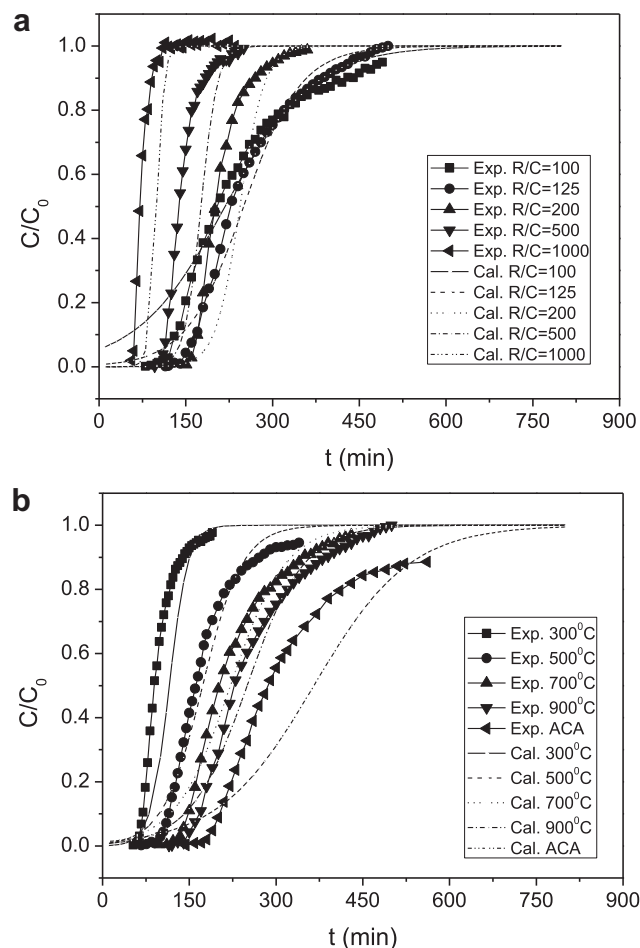 a
1.0
0.8
0.6
0.4
0.2
0.0
C/C₀
Exp. R/C=100
Exp. R/C=125
Exp. R/C=200
Exp. R/C=500
Exp. R/C=1000
Cal. R/C=100
Cal. R/C=125
Cal. R/C=200
Cal. R/C=500
Cal. R/C=1000
0 150 300 450 600 750 900
t (min)
b
1.0
0.8
0.6
0.4
0.2
0.0
C/C₀
Exp. 300⁰C
Exp. 500⁰C
Exp. 700⁰C
Exp. 900⁰C
Exp. ACA
Cal. 300⁰C
Cal. 500⁰C
Cal. 700⁰C
Cal. 900⁰C
Cal. ACA
0 150 300 450 600 750 900
t (min)